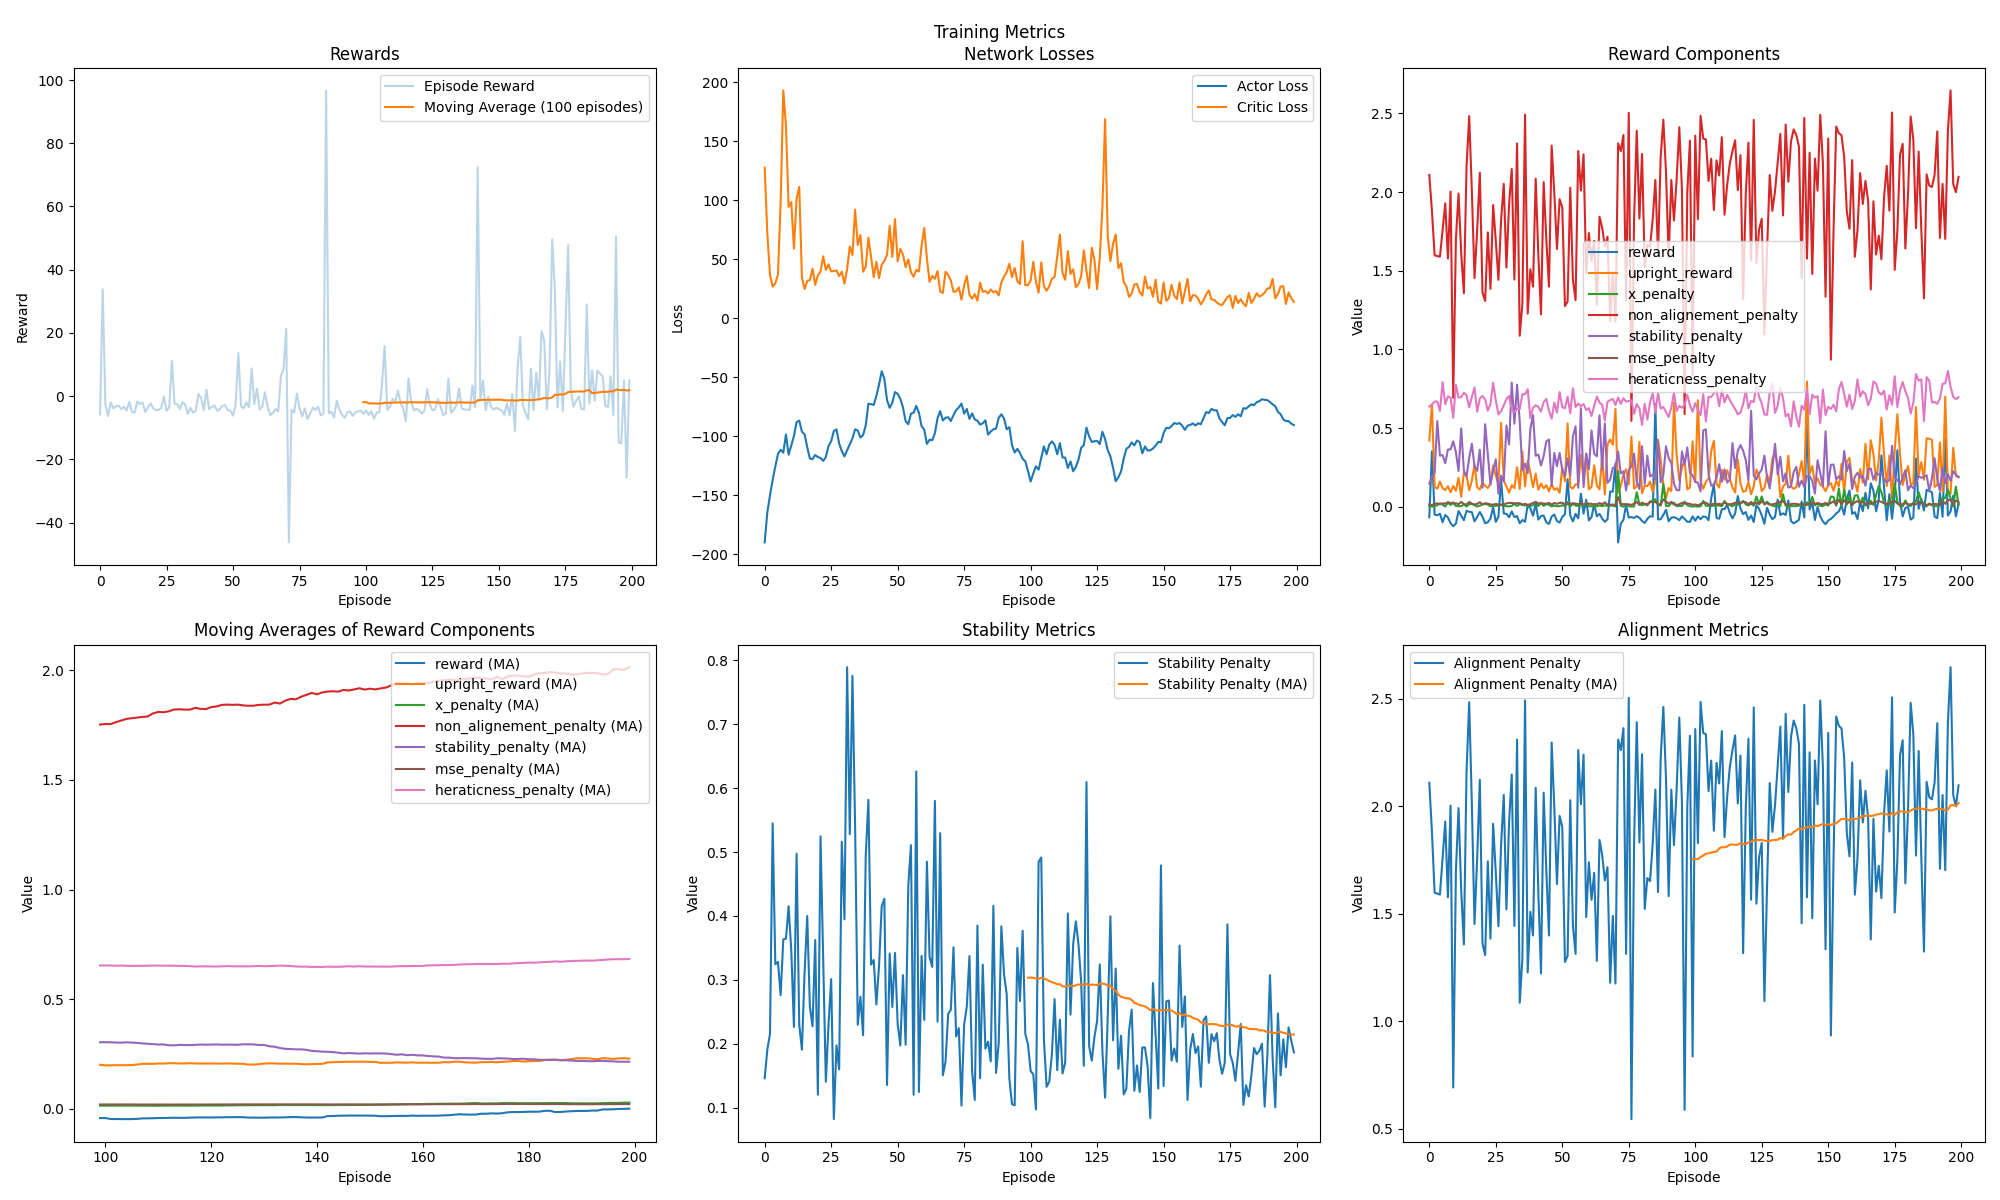 Training Metrics
Rewards
100
80
60
40
20
0
−20
−40
Reward
0 25 50 75 100 125 150 175 200
Episode
Episode Reward
Moving Average (100 episodes)
Network Losses
200
150
100
50
0
−50
−100
−150
−200
Loss
0 25 50 75 100 125 150 175 200
Episode
Actor Loss
Critic Loss
Reward Components
2.5
2.0
1.5
1.0
0.5
0.0
Value
0 25 50 75 100 125 150 175 200
Episode
reward
upright_reward
x_penalty
non_alignement_penalty
stability_penalty
mse_penalty
heraticness_penalty
Moving Averages of Reward Components
2.0
1.5
1.0
0.5
0.0
Value
100 120 140 160 180 200
Episode
reward (MA)
upright_reward (MA)
x_penalty (MA)
non_alignement_penalty (MA)
stability_penalty (MA)
mse_penalty (MA)
heraticness_penalty (MA)
Stability Metrics
0.8
0.7
0.6
0.5
0.4
0.3
0.2
0.1
Value
0 25 50 75 100 125 150 175 200
Episode
Stability Penalty
Stability Penalty (MA)
Alignment Metrics
2.5
2.0
1.5
1.0
0.5
Value
0 25 50 75 100 125 150 175 200
Episode
Alignment Penalty
Alignment Penalty (MA)